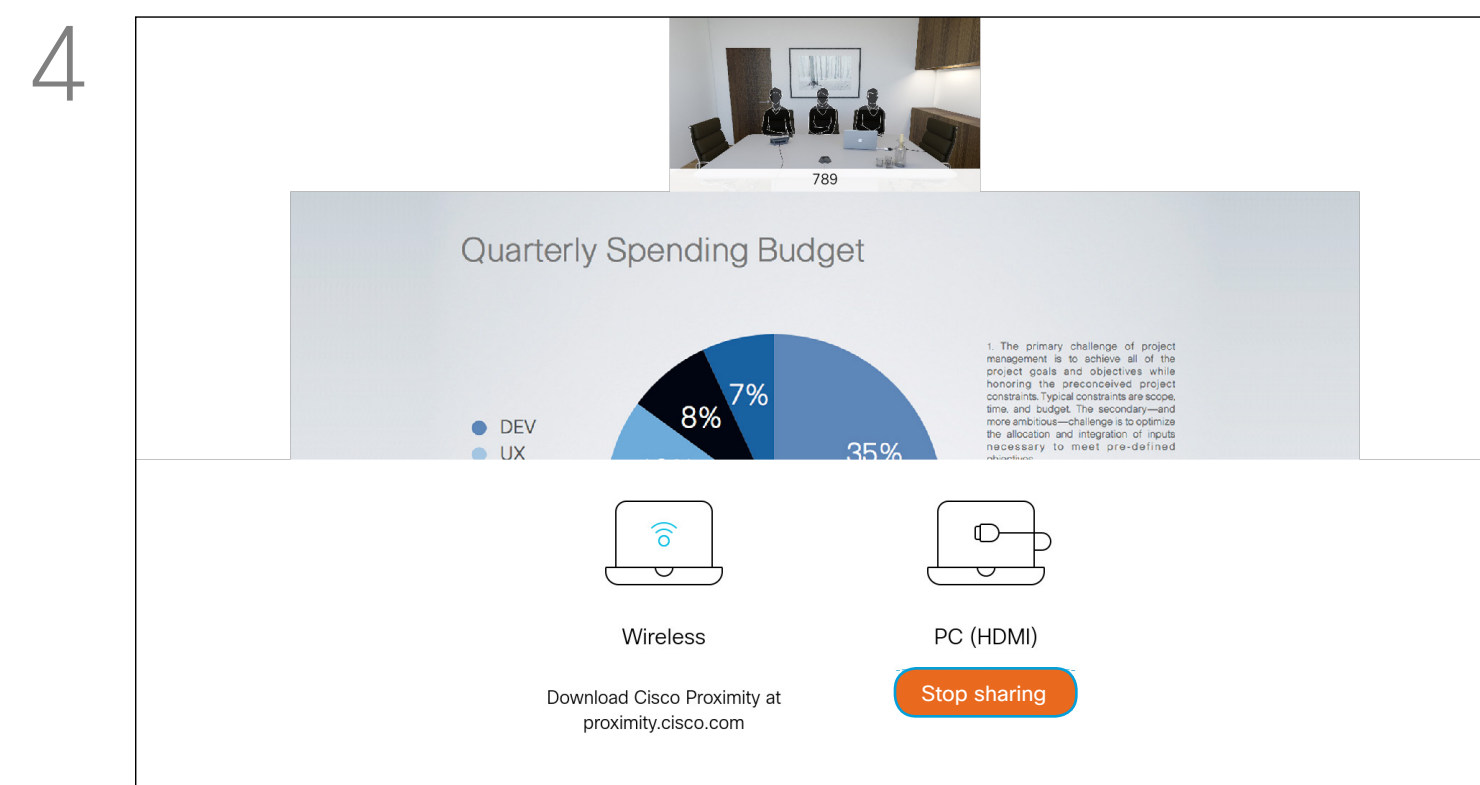 4
789
Quarterly Spending Budget
1. The primary challenge of project
management is to achieve all of the
project goals and objectives while
honoring the preconceived project
constraints. Typical constraints are scope,
time, and budget. The secondary—and
more ambitious—challenge is to optimize
the allocation and integration of inputs
necessary to meet pre-defined
objectives.
7%
8%
35%
DEV
UX
Wireless
PC (HDMI)
Download Cisco Proximity at
proximity.cisco.com
Stop sharing